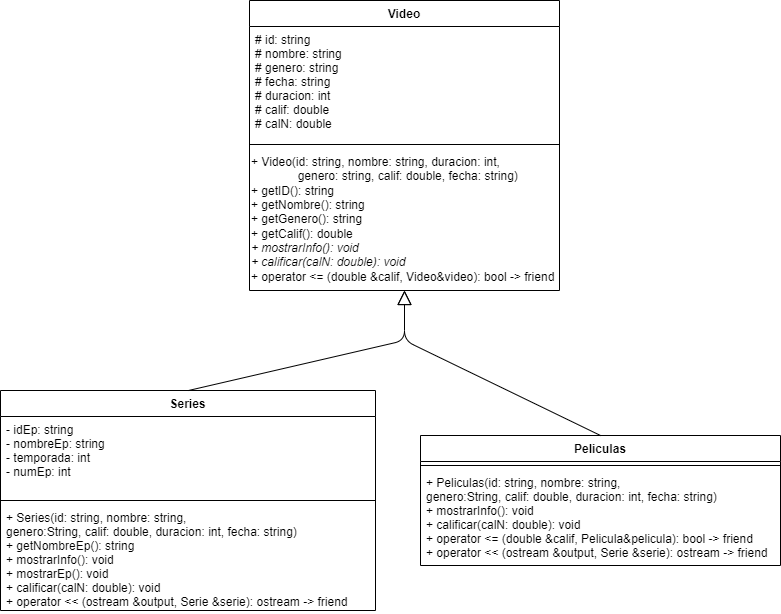 Video
# id: string
# nombre: string
# genero: string
# fecha: string
# duracion: int
# calif: double
# calN: double
+ Video(id: string, nombre: string, duracion: int,
genero: string, calif: double, fecha: string)
+ getID(): string
+ getNombre(): string
+ getGenero(): string
+ getCalif(): double
+ mostrarInfo(): void
+ calificar(calN: double): void
+ operator <= (double &calif, Video&video): bool -> friend
Series
- idEp: string
- nombreEp: string
- temporada: int
- numEp: int
+ Series(id: string, nombre: string,
genero:String, calif: double, duracion: int, fecha: string)
+ getNombreEp(): string
+ mostrarInfo(): void
+ mostrarEp(): void
+ calificar(calN: double): void
+ operator << (ostream &output, Serie &serie): ostream -> friend
Peliculas
+ Peliculas(id: string, nombre: string,
genero:String, calif: double, duracion: int, fecha: string)
+ mostrarInfo(): void
+ calificar(calN: double): void
+ operator <= (double &calif, Pelicula&pelicula): bool -> friend
+ operator << (ostream &output, Serie &serie): ostream -> friend